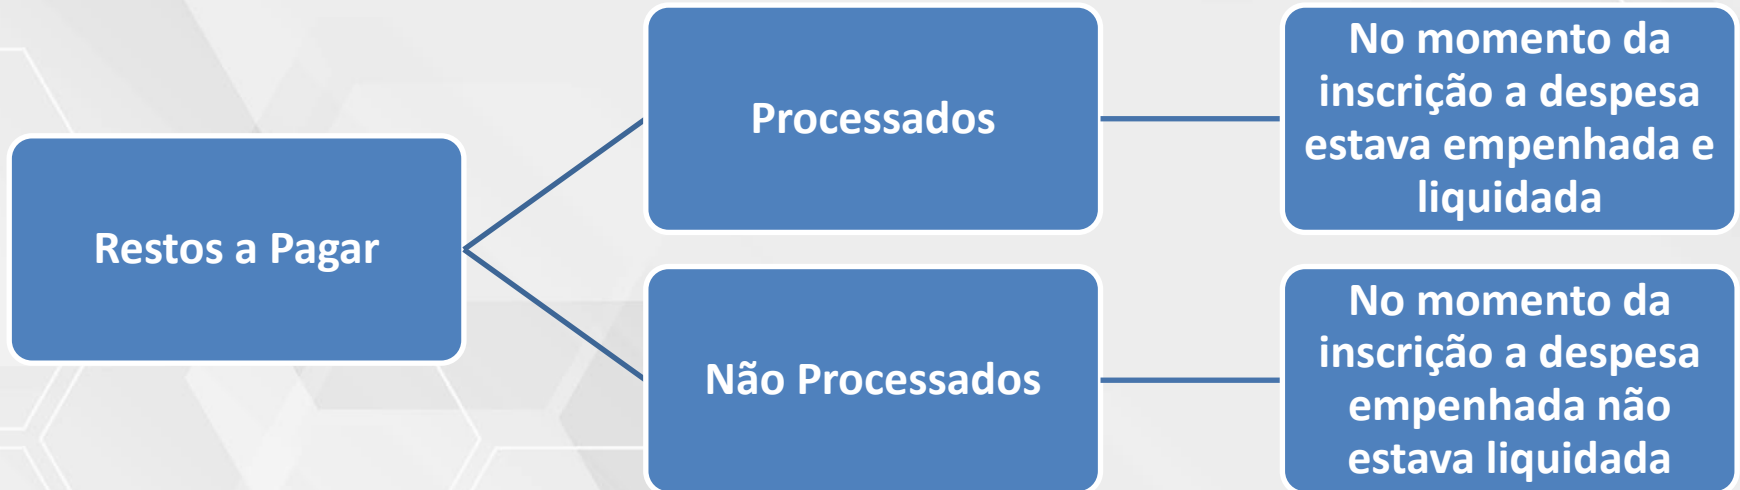 Restos a Pagar
Processados
No momento da
inscrição a despesa
estava empenhada e
liquidada
Não Processados
No momento da
inscrição a despesa
empenhada não
estava liquidada